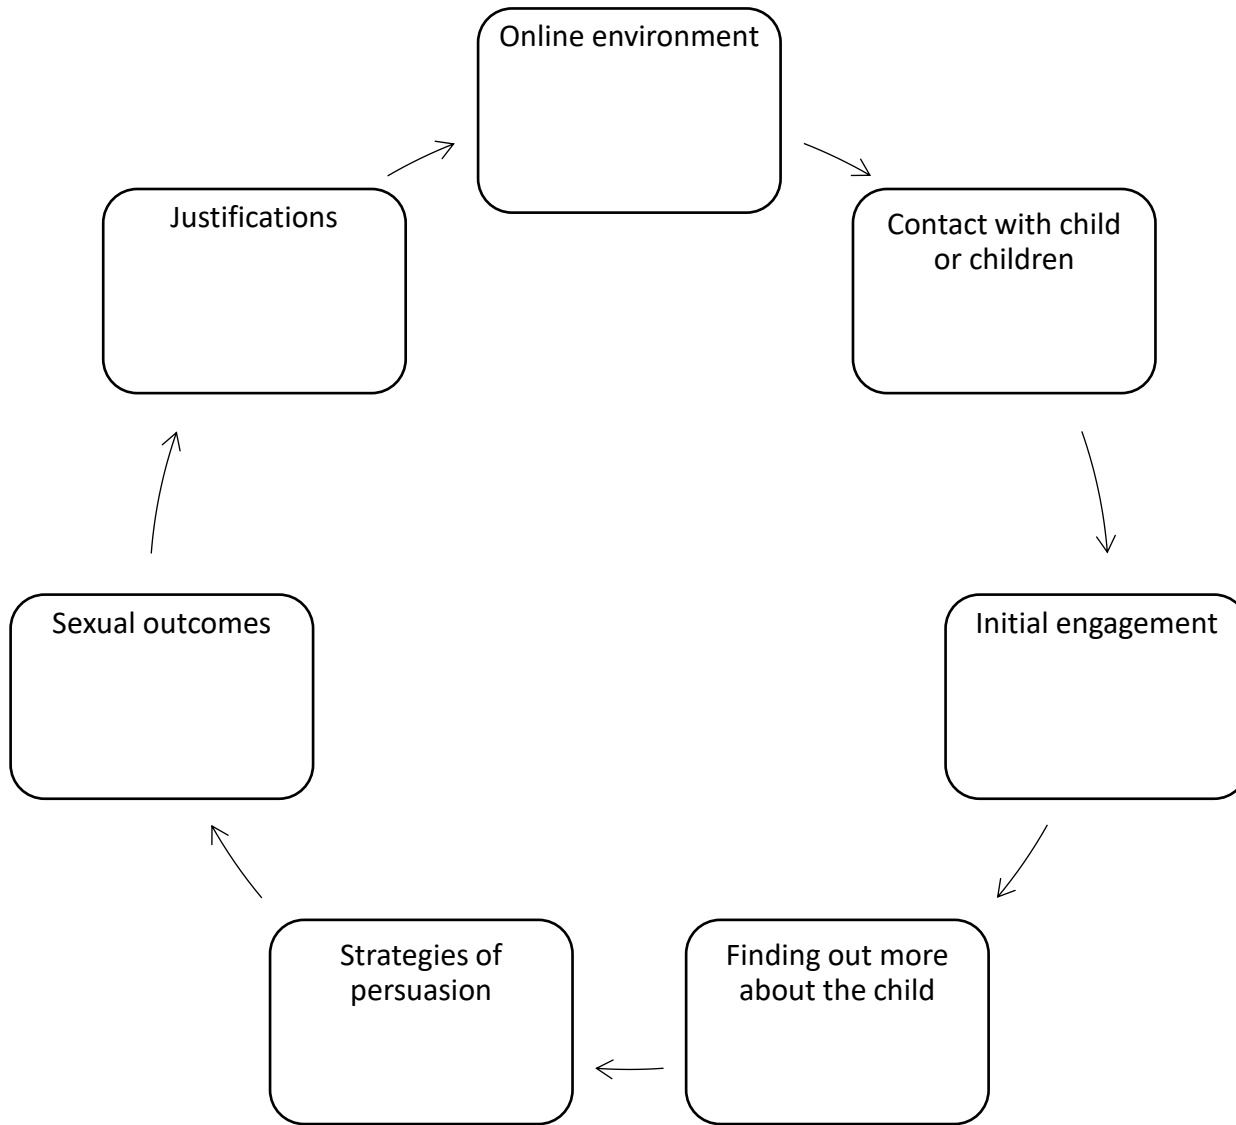 Online environment
Contact with child
or children
Initial engagement
Finding out more
about the child
Strategies of
persuasion
Sexual outcomes
Justifications